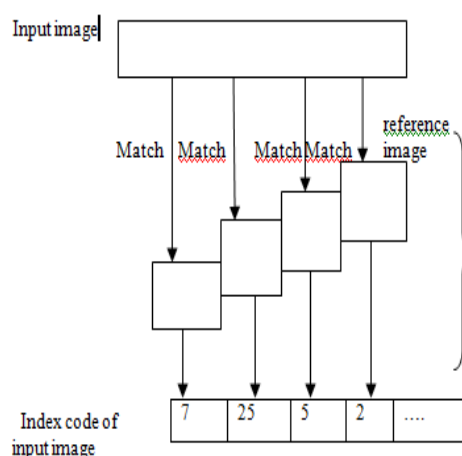 Input image
reference
Match Match Match Match image
7 25 5 2 ....
Index code of
input image